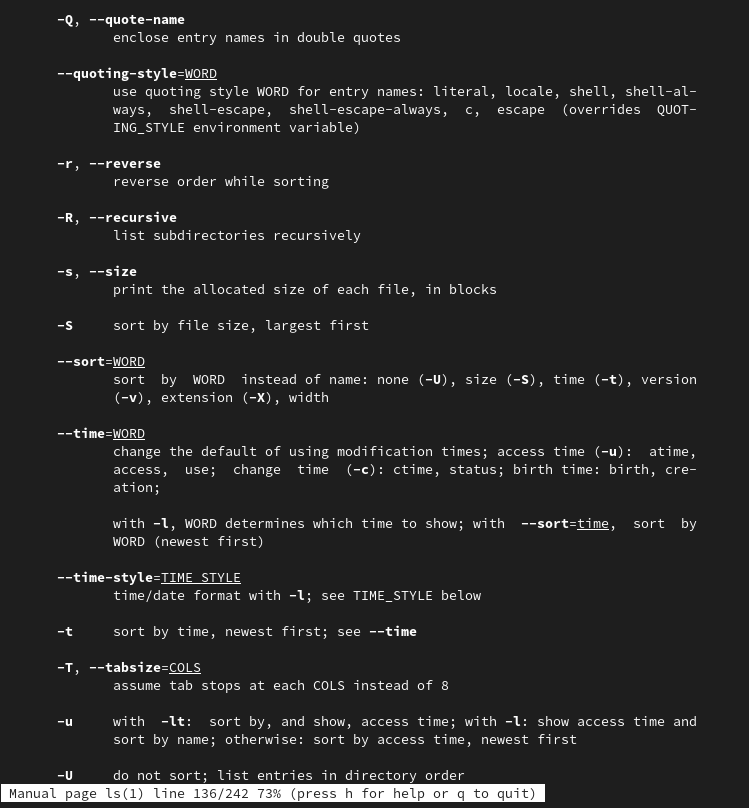 -Q, --quote-name
enclose entry names in double quotes
--quoting-style=WORD
use quoting style WORD for entry names: literal, locale, shell, shell-al-
ways, shell-escape, shell-escape-always, c, escape (overrides QUOT-
ING_STYLE environment variable)
-r, --reverse
reverse order while sorting
-R, --recursive
list subdirectories recursively
-s, --size
print the allocated size of each file, in blocks
-S sort by file size, largest first
--sort=WORD
sort by WORD instead of name: none (-U), size (-S), time (-t), version
(-v), extension (-X), width
--time=WORD
change the default of using modification times; access time (-u): atime,
access, use; change time (-c): ctime, status; birth time: birth, cre-
ation;
with -l, WORD determines which time to show; with --sort=time, sort by
WORD (newest first)
--time-style=TIME_STYLE
time/date format with -l; see TIME_STYLE below
-t sort by time, newest first; see --time
-T, --tabsize=COLS
assume tab stops at each COLS instead of 8
-u with -lt: sort by, and show, access time; with -l: show access time and
sort by name; otherwise: sort by access time, newest first
-U do not sort; list entries in directory order
Manual page ls(1) line 136/242 73% (press h for help or q to quit)